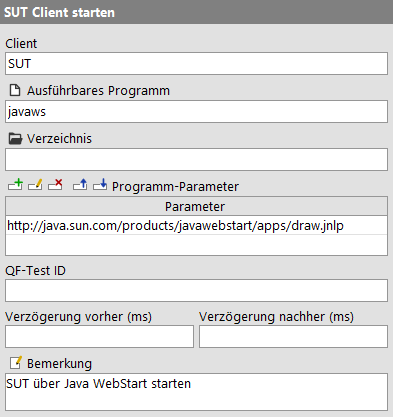 SUT Client starten
Client
SUT
Ausführbares Programm
javaws
Verzeichnis
Programm-Parameter
Parameter
http://java.sun.com/products/javawebstart/apps/draw.jnlp
QF-Test ID
Verzögerung vorher (ms) Verzögerung nachher (ms)
Bemerkung
SUT über Java WebStart starten